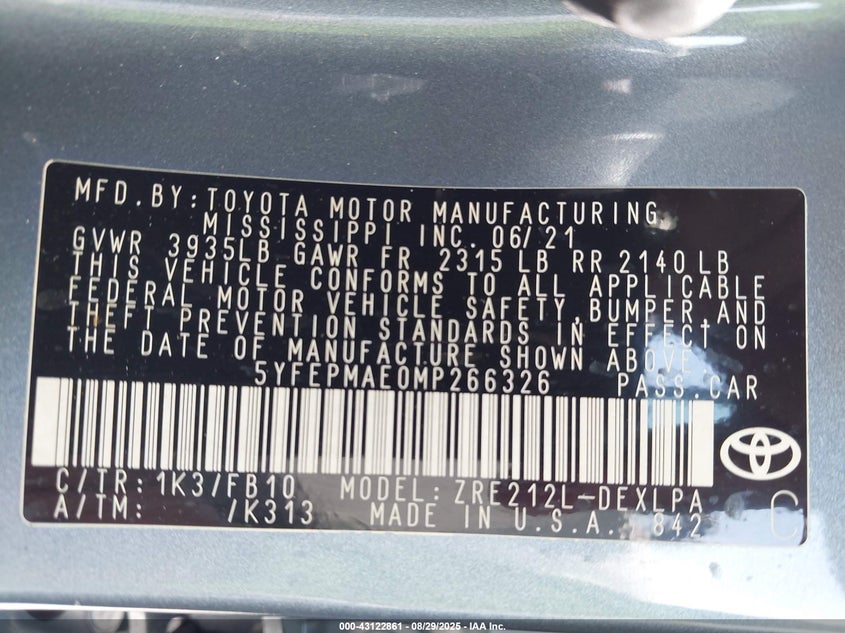 MFD.BY:TOYOTA MOTOR MANUFACTURING,
MISSISSIPPI INC. 06/21
GVWR 3935LB GAWR FR 2315 LB RR 2140 LB
THIS VEHICLE CONFORMS TO ALL APPLICABLE
FEDERAL MOTOR VEHICLE SAFETY,BUMPER,AND
THEFT PREVENTION STANDARDS IN EFFECT ON
THE DATE OF MANUFACTURE SHOWN ABOVE.
5YFEPMAE0MP266326 PASS.CAR
C/TR: 1K3/FB10 MODEL: ZRE212L-DEXLPA
A/TM: /K313 MADE IN U.S.A. 842
C
000-43122861 - 08/29/2025 - IAA Inc.